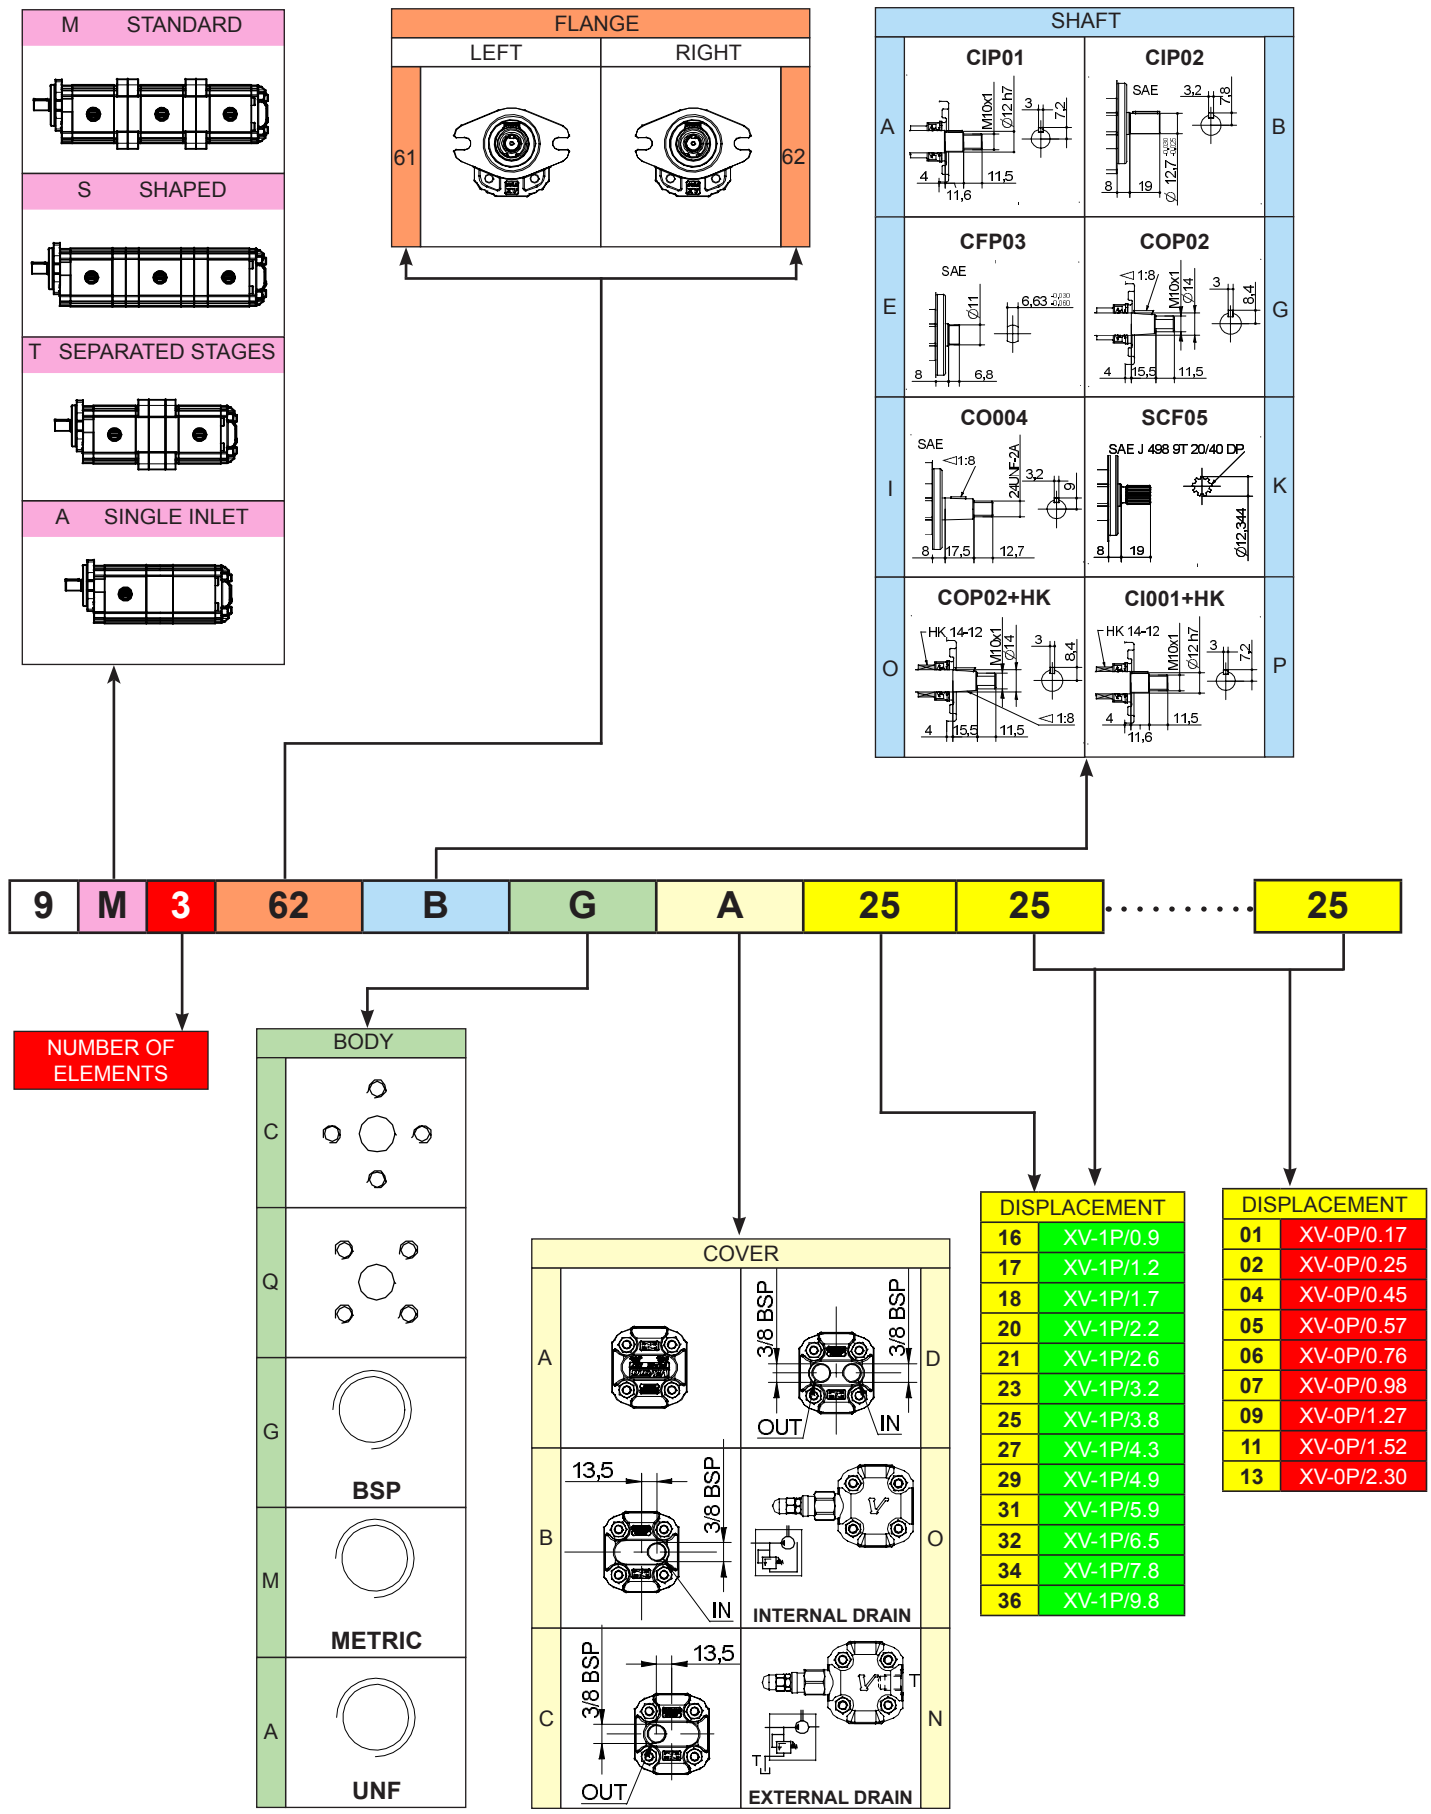 M STANDARD
S SHAPED
T SEPARATED STAGES
A SINGLE INLET
FLANGE
LEFT RIGHT
61 62
SHAFT
A CIP01 CIP02 B
M10x1
Ø12 h7
3
7,2
4
11,6
11,5
SAE
3,2
7,8
8 19
Ø 12,7 -0,030 -0,025
E CFP03 COP02 G
SAE
Ø11
6,63 -0,030 -0,060
8 6,8
1:8
M10x1
Ø14
3
8,4
4 15,5 11,5
I CO004 SCF05 K
SAE
1:8
24UNF-2A
3,2
9
8 17,5 12,7
SAE J 498 9T 20/40 DP
Ø12,344
8 19
O COP02+HK CI001+HK P
HK 14-12
M10x1
Ø14
3
8,4
1:8
4 15,5 11,5
HK 14-12
M10x1
Ø12 h7
3
7,2
4
11,6
11,5
9 M 3 62 B G A 25 25 .......... 25
NUMBER OF
ELEMENTS
BODY
C
Q
G
BSP
M
METRIC
A
UNF
COVER
A
D
3/8 BSP
3/8 BSP
OUT IN
B
13,5
3/8 BSP
IN
O
INTERNAL DRAIN
C
3/8 BSP
13,5
OUT
N
T
T
EXTERNAL DRAIN
DISPLACEMENT
16 XV-1P/0.9
17 XV-1P/1.2
18 XV-1P/1.7
20 XV-1P/2.2
21 XV-1P/2.6
23 XV-1P/3.2
25 XV-1P/3.8
27 XV-1P/4.3
29 XV-1P/4.9
31 XV-1P/5.9
32 XV-1P/6.5
34 XV-1P/7.8
36 XV-1P/9.8
DISPLACEMENT
01 XV-0P/0.17
02 XV-0P/0.25
04 XV-0P/0.45
05 XV-0P/0.57
06 XV-0P/0.76
07 XV-0P/0.98
09 XV-0P/1.27
11 XV-0P/1.52
13 XV-0P/2.30